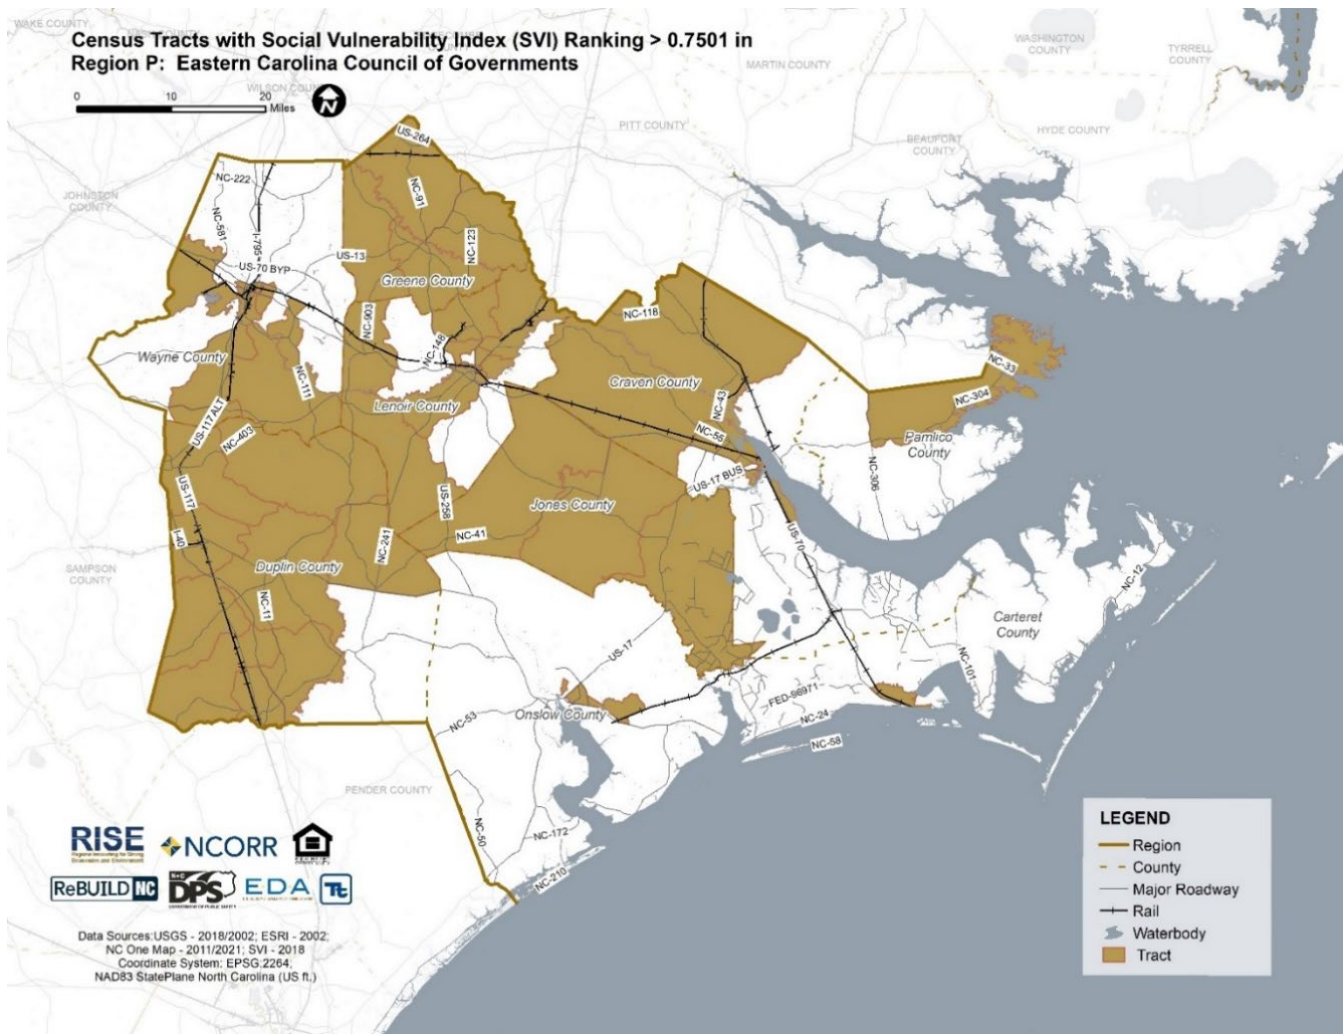 WAKE COUNTY
Census Tracts with Social Vulnerability Index (SVI) Ranking > 0.7501 in
Region P: Eastern Carolina Council of Governments
WASHINGTON
COUNTY
TYRRELL
COUNTY
MARTIN COUNTY
WILSON COUNTY
0 10 20
Miles
N
PITT COUNTY
HYDE COUNTY
BEAUFORT
COUNTY
US-264
NC-222
NC-91
JOHNSTON
COUNTY
NC-581
I-795
NC-123
US-13
US-70 BYP
Greene County
NC-903
NC-118
NC-148
Wayne County
NC-33
NC-111
Craven County
NC-304
Lenoir County
NC-43
US-117 ALT
NC-403
NC-55
Pamlico
County
US-17 BUS
NC-306
US-117
US-258
Jones County
I-40
NC-241
NC-41
US-70
SAMPSON
COUNTY
Duplin County
NC-12
NC-11
Carteret
County
US-17
NC-101
FED-96971
Onslow County
NC-53
NC-24
NC-58
PENDER COUNTY
NC-50
NC-172
NC-210
RISE
NCORR
ReBUILD NC
DPS
EDA
Tt
Data Sources:USGS - 2018/2002; ESRI - 2002;
NC One Map - 2011/2021; SVI - 2018
Coordinate System: EPSG:2264;
NAD83 StatePlane North Carolina (US ft.)
LEGEND
Region
County
Major Roadway
Rail
Waterbody
Tract